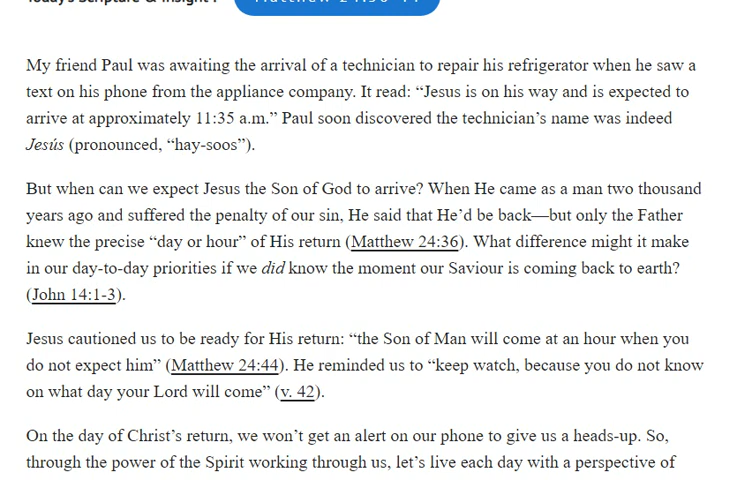 My friend Paul was awaiting the arrival of a technician to repair his refrigerator when he saw a
text on his phone from the appliance company. It read: “Jesus is on his way and is expected to
arrive at approximately 11:35 a.m.” Paul soon discovered the technician’s name was indeed
Jesús (pronounced, “hay-soos”).
But when can we expect Jesus the Son of God to arrive? When He came as a man two thousand
years ago and suffered the penalty of our sin, He said that He’d be back—but only the Father
knew the precise “day or hour” of His return (Matthew 24:36). What difference might it make
in our day-to-day priorities if we did know the moment our Saviour is coming back to earth?
(John 14:1-3).
Jesus cautioned us to be ready for His return: “the Son of Man will come at an hour when you
do not expect him” (Matthew 24:44). He reminded us to “keep watch, because you do not know
on what day your Lord will come” (v. 42).
On the day of Christ’s return, we won’t get an alert on our phone to give us a heads-up. So,
through the power of the Spirit working through us, let’s live each day with a perspective of